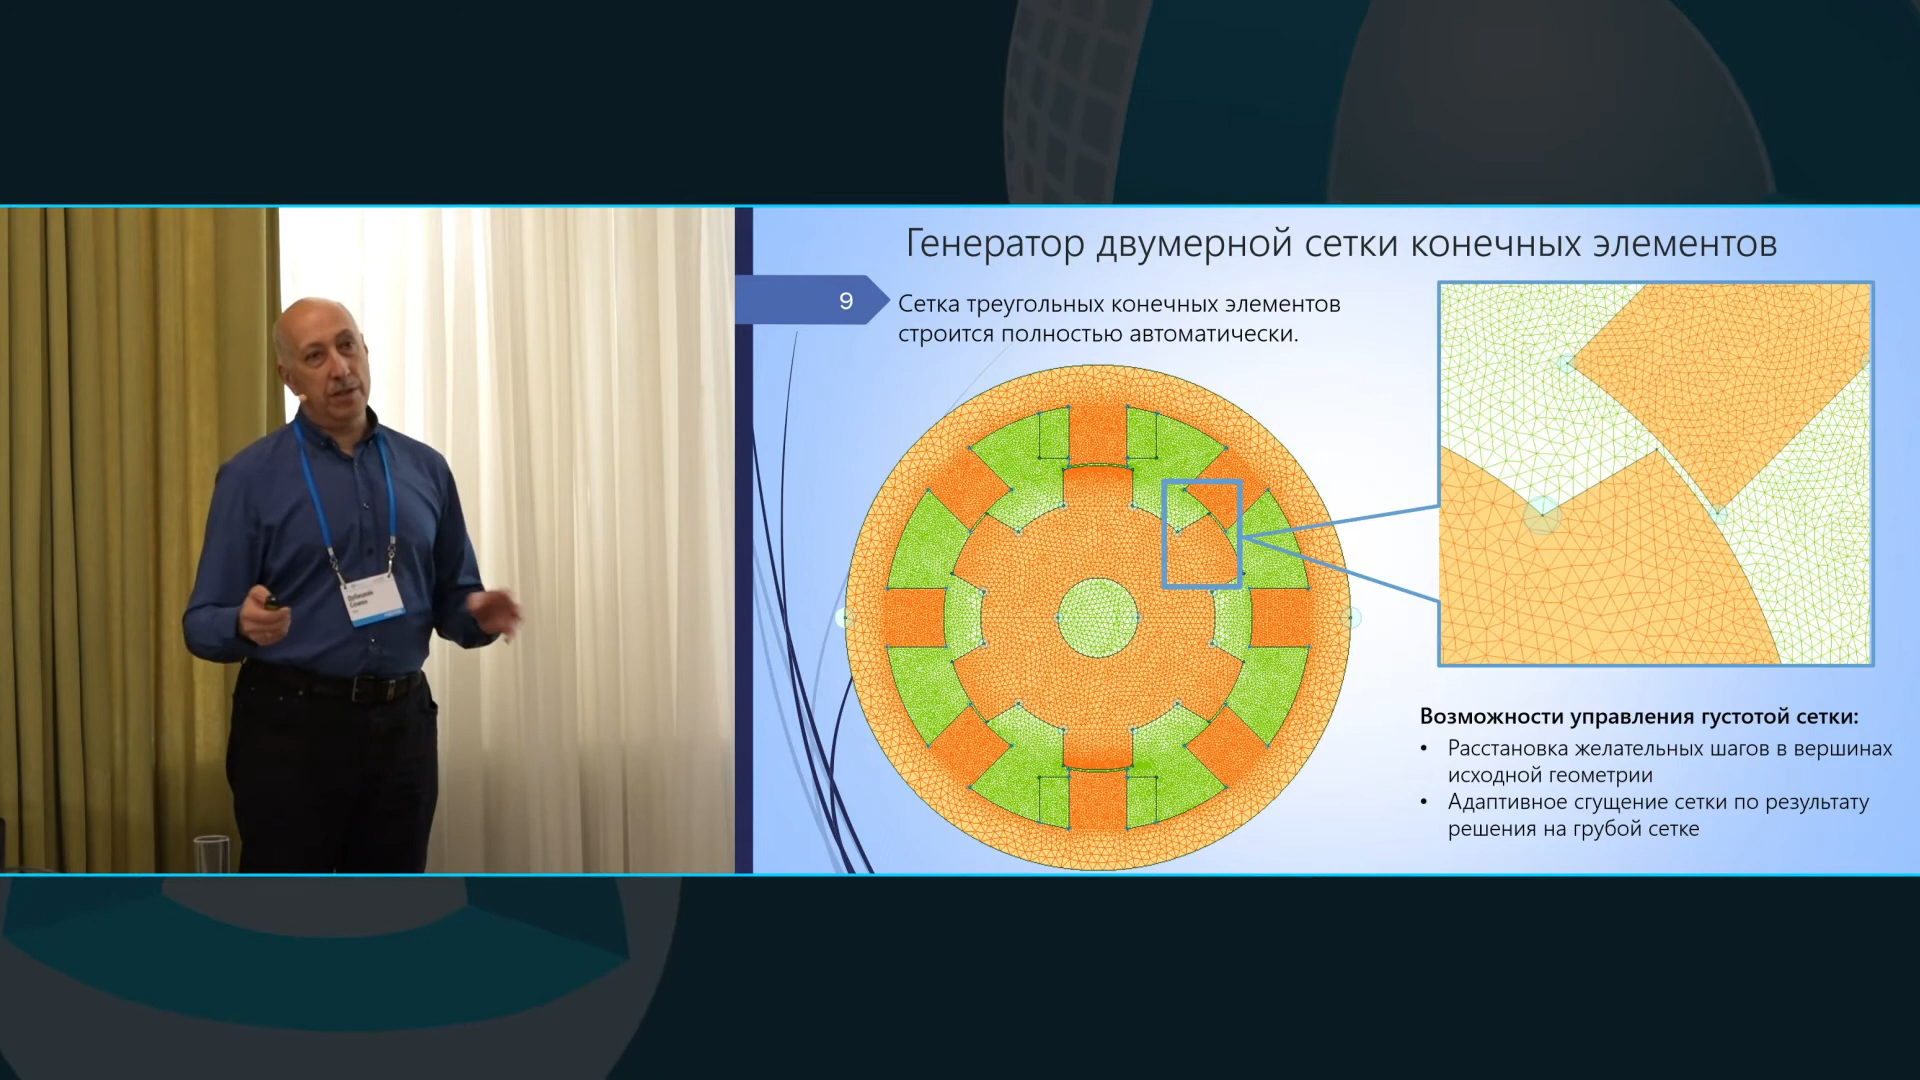 Генератор двумерной сетки конечных элементов
9
Сетка треугольных конечных элементов
строится полностью автоматически.
Возможности управления густотой сетки:
• Расстановка желательных шагов в вершинах
исходной геометрии
• Адаптивное сгущение сетки по результату
решения на грубой сетке